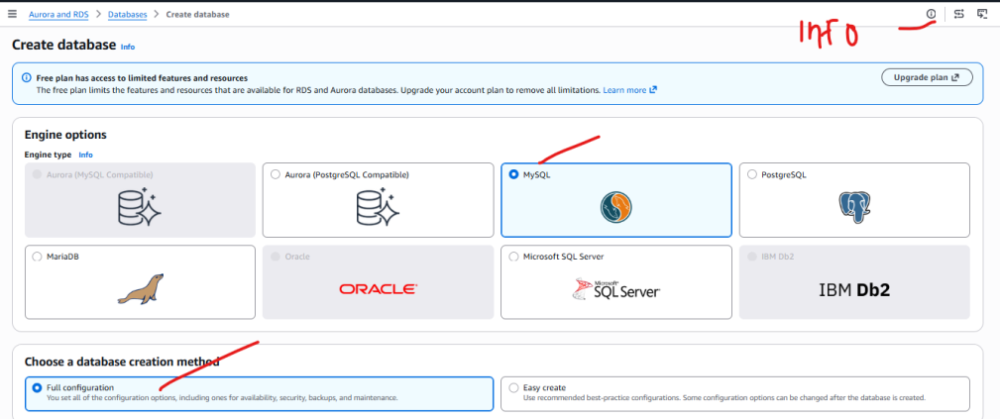 Aurora and RDS > Databases > Create database
INFO
Create database Info
Free plan has access to limited features and resources
The free plan limits the features and resources that are available for RDS and Aurora databases. Upgrade your account plan to remove all limitations. Learn more
Upgrade plan
Engine options
Engine type Info
Aurora (MySQL Compatible)
Aurora (PostgreSQL Compatible)
MySQL
PostgreSQL
MariaDB
Oracle
ORACLE
Microsoft SQL Server
Microsoft
SQL Server
IBM Db2
IBM Db2
Choose a database creation method
Full configuration
You set all of the configuration options, including ones for availability, security, backups, and maintenance.
Easy create
Use recommended best-practice configurations. Some configuration options can be changed after the database is created.